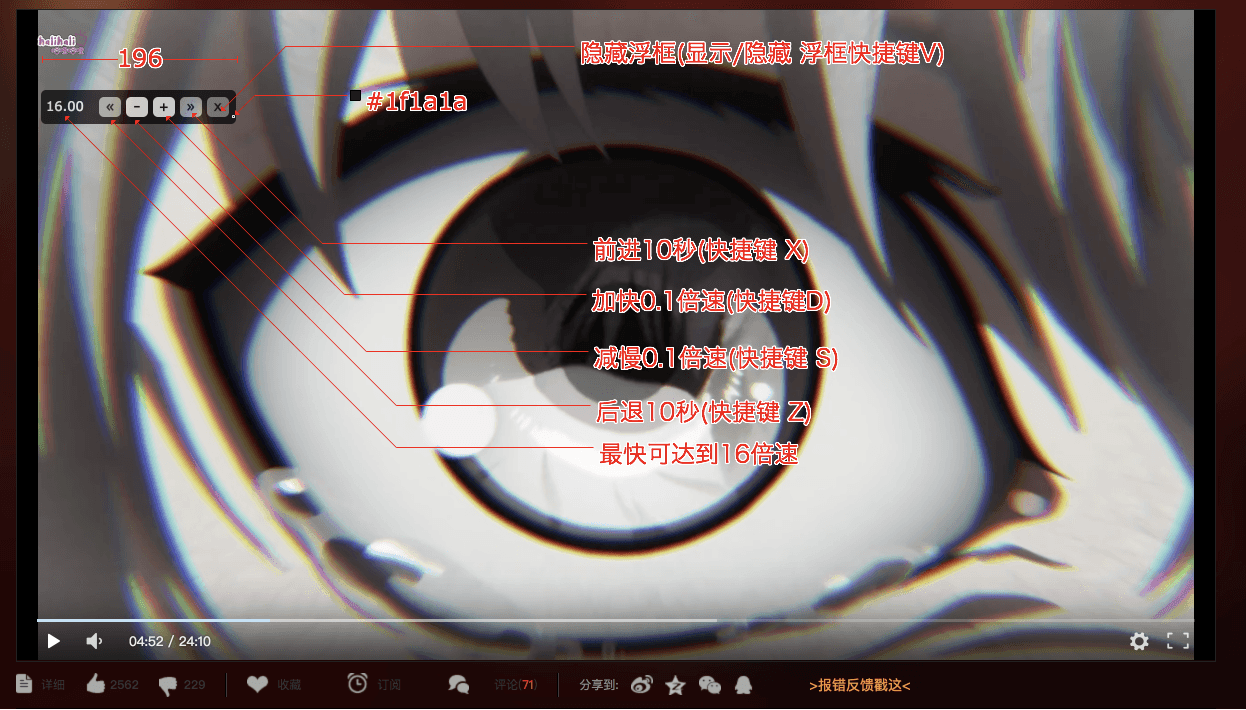 halihali
196
隐藏浮框(显示/隐藏 浮框快捷键V)
16.00 « - + » x
#1f1a1a
前进10秒(快捷键 X)
加快0.1倍速(快捷键D)
减慢0.1倍速(快捷键 S)
后退10秒(快捷键 Z)
最快可达到16倍速
04:52 / 24:10
详细 2562 229 收藏 订阅 评论(71) 分享到: >报错反馈戳这<